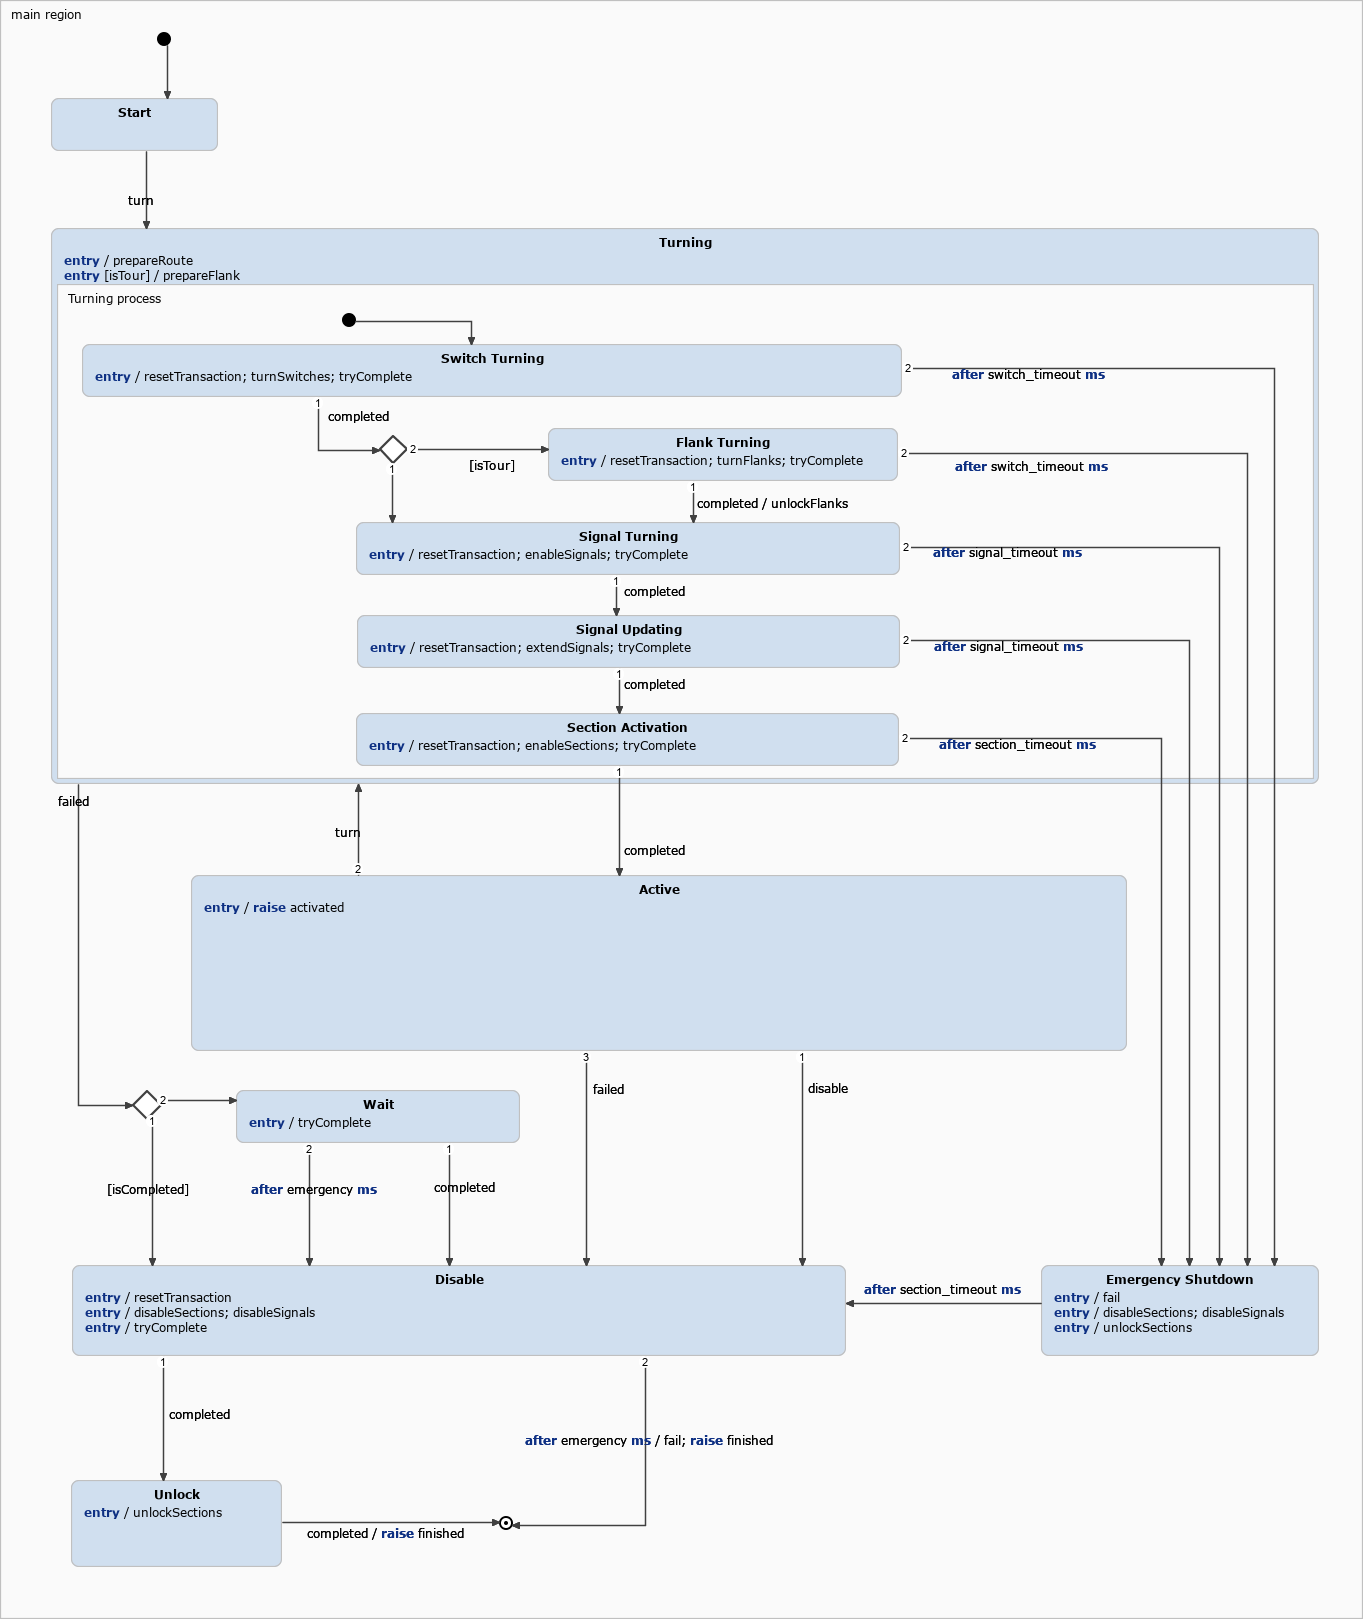 main region
Start
turn
Turning
entry / prepareRoute
entry [isTour] / prepareFlank
Turning process
Switch Turning
entry / resetTransaction; turnSwitches; tryComplete
2
after switch_timeout ms
1
completed
2
[isTour]
1
Flank Turning
entry / resetTransaction; turnFlanks; tryComplete
2
after switch_timeout ms
1
completed / unlockFlanks
Signal Turning
entry / resetTransaction; enableSignals; tryComplete
2
after signal_timeout ms
1
completed
Signal Updating
entry / resetTransaction; extendSignals; tryComplete
2
after signal_timeout ms
1
completed
Section Activation
entry / resetTransaction; enableSections; tryComplete
2
after section_timeout ms
1
completed
failed
turn
2
Active
entry / raise activated
3
failed
1
disable
2
1
[isCompleted]
Wait
entry / tryComplete
2
after emergency ms
1
completed
Disable
entry / resetTransaction
entry / disableSections; disableSignals
entry / tryComplete
after section_timeout ms
Emergency Shutdown
entry / fail
entry / disableSections; disableSignals
entry / unlockSections
1
completed
2
after emergency ms / fail; raise finished
Unlock
entry / unlockSections
completed / raise finished